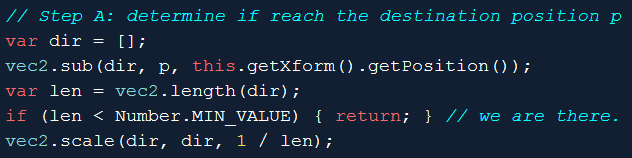 // Step A: determine if reach the destination position p
var dir = [];
vec2.sub(dir, p, this.getXform().getPosition());
var len = vec2.length(dir);
if (len < Number.MIN_VALUE) { return; } // we are there.
vec2.scale(dir, dir, 1 / len);